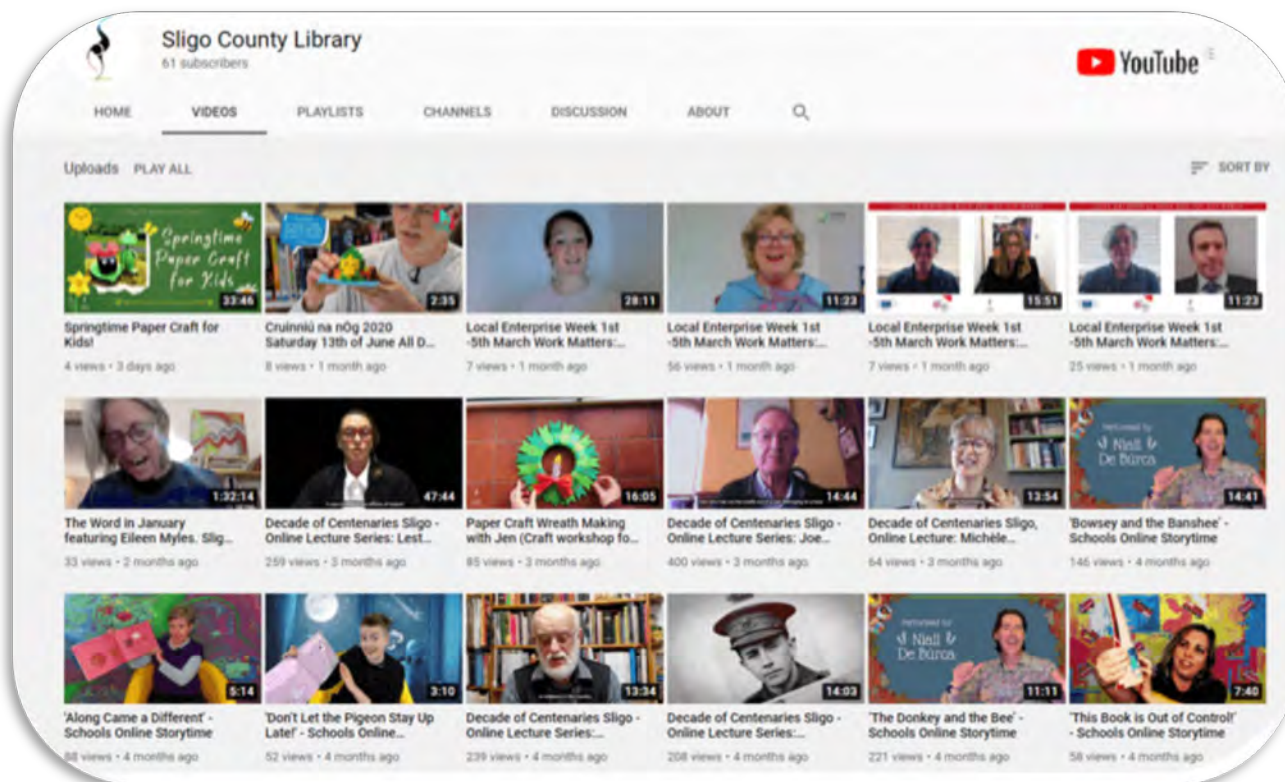 Sligo County Library
61 subscribers
YouTube
HOME VIDEOS PLAYLISTS CHANNELS DISCUSSION ABOUT
Uploads PLAY ALL
SORT BY
Springtime
Paper Craft
for Kids
33:46
2:35
28:11
11:23
15:51
11:23
Springtime Paper Craft for
Kids!
4 views • 3 days ago
Cruinniú na nÓg 2020
Saturday 13th of June All D...
8 views • 1 month ago
Local Enterprise Week 1st
-5th March Work Matters:...
7 views • 1 month ago
Local Enterprise Week 1st
-5th March Work Matters:...
56 views • 1 month ago
Local Enterprise Week 1st
-5th March Work Matters:...
7 views • 1 month ago
Local Enterprise Week 1st
-5th March Work Matters:...
25 views • 1 month ago
1:32:14
47:44
16:05
14:44
13:54
Performed by
Niall
De Búrca
14:41
The Word in January
featuring Eileen Myles. Slig...
33 views • 2 months ago
Decade of Centenaries Sligo -
Online Lecture Series: Lest...
259 views • 3 months ago
Paper Craft Wreath Making
with Jen (Craft workshop fo...
85 views • 3 months ago
Decade of Centenaries Sligo -
Online Lecture Series: Joe...
400 views • 3 months ago
Decade of Centenaries Sligo,
Online Lecture: Michèle...
64 views • 3 months ago
'Bowsey and the Banshee' -
Schools Online Storytime
146 views • 4 months ago
5:14
3:10
13:34
14:03
Performed by
Niall
De Búrca
11:11
7:40
'Along Came a Different' -
Schools Online Storytime
88 views • 4 months ago
'Don't Let the Pigeon Stay Up
Late!' - Schools Online...
52 views • 4 months ago
Decade of Centenaries Sligo -
Online Lecture Series:...
239 views • 4 months ago
Decade of Centenaries Sligo -
Online Lecture Series:...
208 views • 4 months ago
'The Donkey and the Bee' -
Schools Online Storytime
221 views • 4 months ago
'This Book is Out of Control!'
- Schools Online Storytime
58 views • 4 months ago